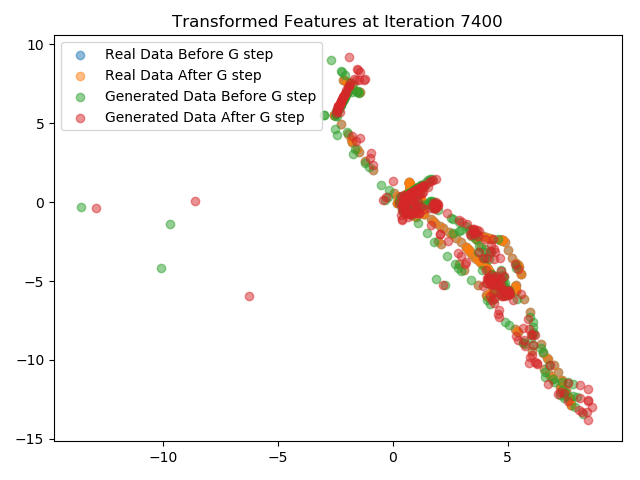 Transformed Features at Iteration 7400
Real Data Before G step
Real Data After G step
Generated Data Before G step
Generated Data After G step
10
5
0
−5
−10
−15
−10
−5
0
5